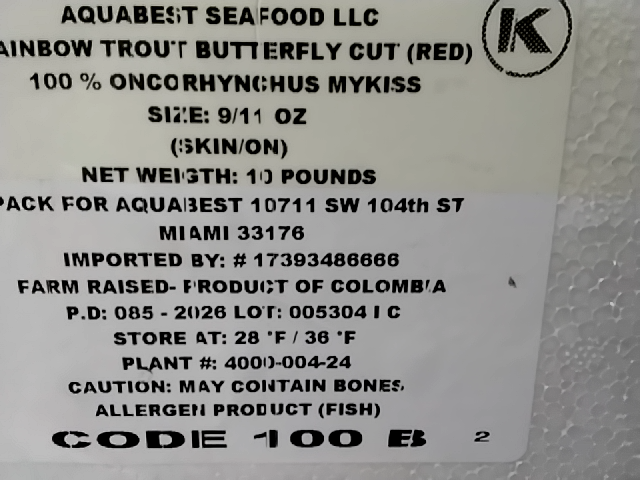 AQUABEST SEAFOOD LLC
AINBOW TROUT BUTTERFLY CUT (RED)
K
100 % ONCORHYNCHUS MYKISS
SIZE: 9/11 OZ
(SKIN/ON)
NET WEIGTH: 10 POUNDS
PACK FOR AQUABEST 10711 SW 104th ST
MIAMI 33176
IMPORTED BY: # 17393486666
FARM RAISED- PRODUCT OF COLOMBIA
P.D: 085 - 2026 LOT: 005304 I C
STORE AT: 28 °F / 36 °F
PLANT #: 4000-004-24
CAUTION: MAY CONTAIN BONES.
ALLERGEN PRODUCT (FISH)
CODE 100 B 2